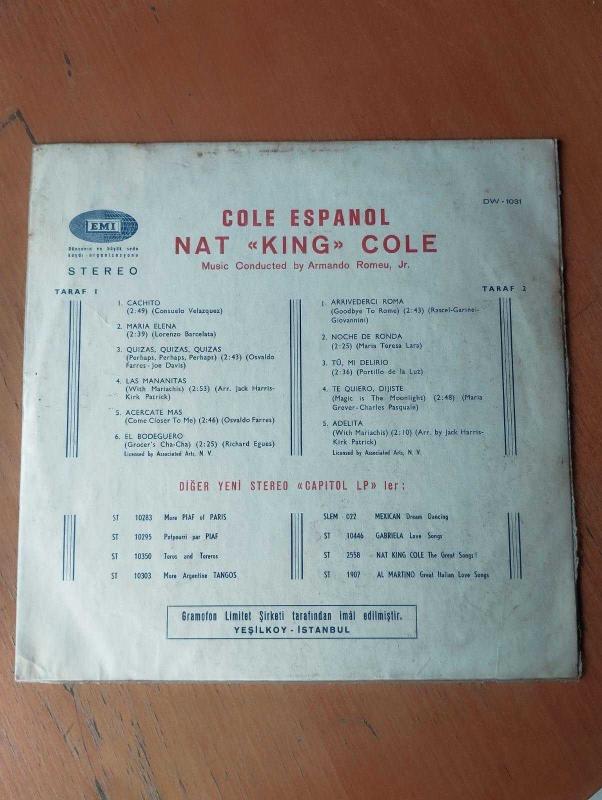 COLE ESPANOL
NAT «KING» COLE
Music Conducted by Armando Romeu, Jr.
DW - 1031
EMI
Dünyanın en büyük seda
kaydı organizasyonu
STEREO
TARAF 1
1. CACHITO
(2:49) (Consuelo Velazquez)
2. MARIA ELENA
(2:39) (Lorenzo Barcelata)
3. QUIZAS, QUIZAS, QUIZAS
(Perhaps, Perhaps, Perhaps) (2:43) (Osvaldo
Farres - Joe Davis)
4. LAS MANANITAS
(With Mariachis) (2:53) (Arr. Jack Harris-
Kirk Patrick)
5. ACERCATE MAS
(Come Closer To Me) (2:46) (Osvaldo Farres)
6. EL BODEGUERO
(Grocer's Cha-Cha) (2:25) (Richard Egues)
Licensed by Associated Arts, N. V.
TARAF 2
1. ARRIVEDERCI ROMA
(Goodbye To Rome) (2:43) (Rascel-Garinei-
Giovannini)
2. NOCHE DE RONDA
(2:25) (Maria Teresa Lara)
3. TÜ, MI DELIRIO
(2:36) (Portillo de la Luz)
4. TE QUIERO, DIJISTE
(Magic is The Moonlight) (2:48) (Maria
Grever - Charles Pasquale)
5. ADELITA
(With Mariachis) (2:10) (Arr. by Jack Harris-
Kirk Patrick)
Licensed by Associated Arts, N. V.
DİĞER YENİ STEREO «CAPITOL LP» ler:
ST 10283 More PIAF of PARIS
ST 10295 Potpourri par PIAF
ST 10350 Toros and Toreros
ST 10303 More Argentine TANGOS
SLEM 022 MEXICAN Dream Dancing
ST 10446 GABRIELA Love Songs
ST 2558 NAT KING COLE The Great Songs!
ST 1907 AL MARTINO Great Italian Love Songs
Gramofon Limitet Şirketi tarafından imâl edilmiştir.
YEŞİLKOY - İSTANBUL